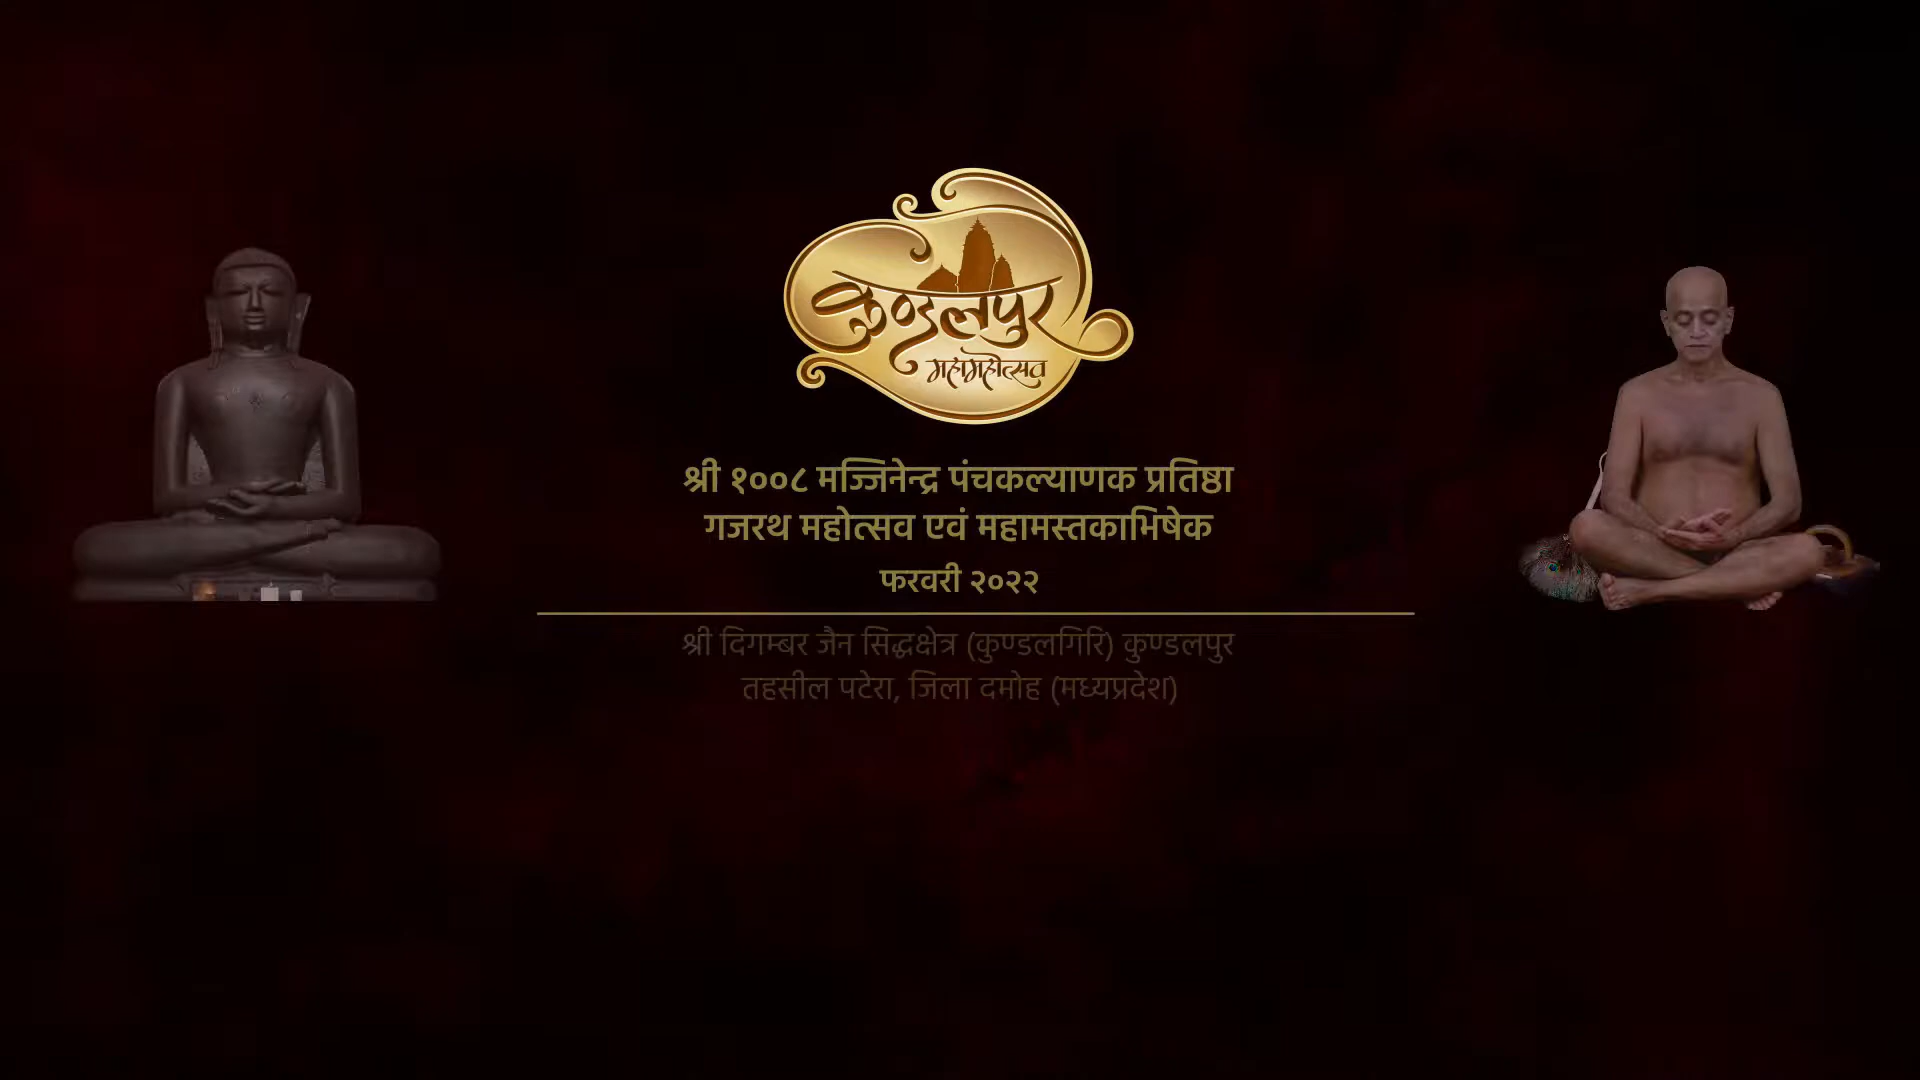 कुण्डलपुर
महामहोत्सव
श्री १००८ मज्जिनेन्द्र पंचकल्याणक प्रतिष्ठा
गजरथ महोत्सव एवं महामस्तकाभिषेक
फरवरी २०२२
श्री दिगम्बर जैन सिद्धक्षेत्र (कुण्डलगिरि) कुण्डलपुर
तहसील पटेरा, जिला दमोह (मध्यप्रदेश)